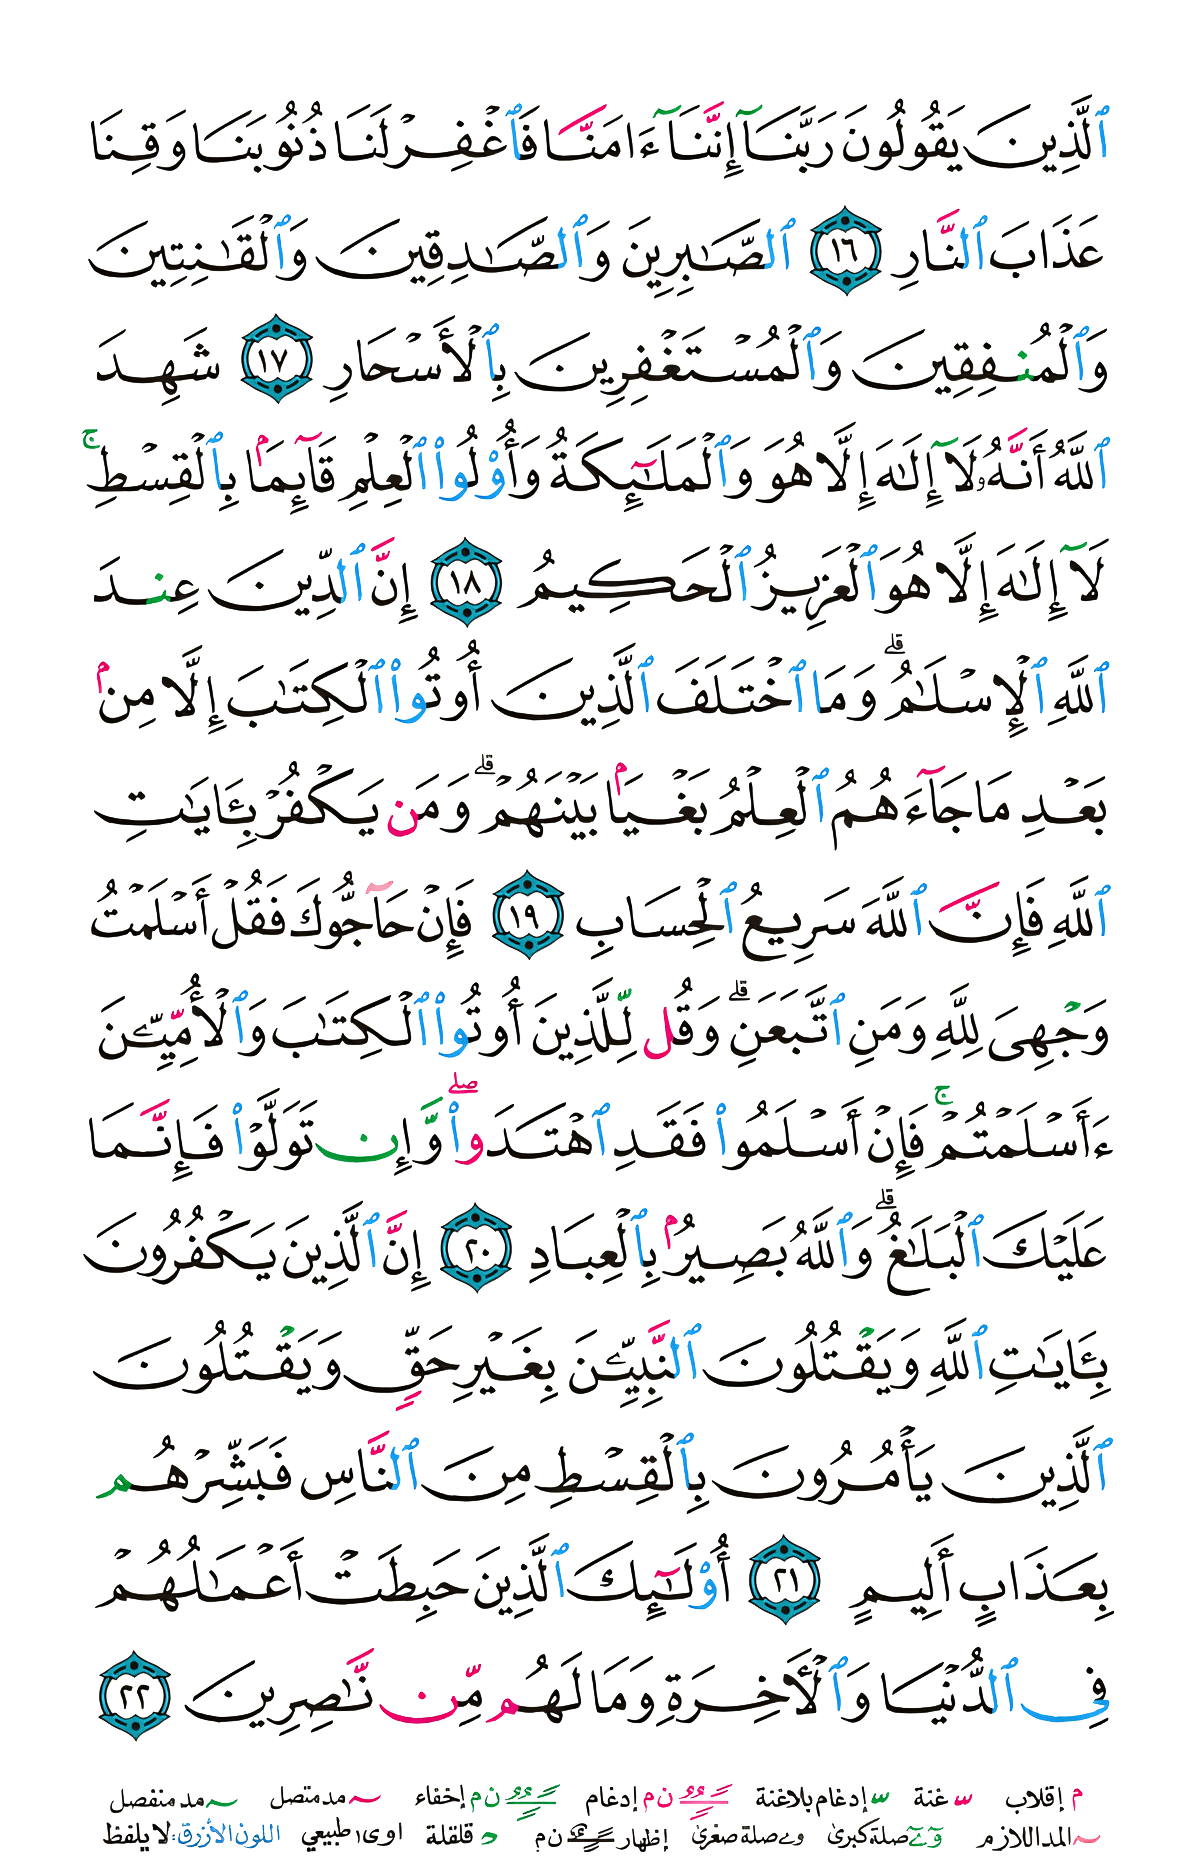 ٱلَّذِينَ يَقُولُونَ رَبَّنَآ إِنَّنَآ ءَامَنَّا فَٱغْفِرْ لَنَا ذُنُوبَنَا وَقِنَا
عَذَابَ ٱلنَّارِ ١٦ ٱلصَّٰبِرِينَ وَٱلصَّٰدِقِينَ وَٱلْقَٰنِتِينَ
وَٱلْمُنفِقِينَ وَٱلْمُسْتَغْفِرِينَ بِٱلْأَسْحَارِ ١٧ شَهِدَ
ٱللَّهُ أَنَّهُۥ لَآ إِلَٰهَ إِلَّا هُوَ وَٱلْمَلَٰٓئِكَةُ وَأُو۟لُوا۟ ٱلْعِلْمِ قَآئِمَۢا بِٱلْقِسْطِ ۚ
لَآ إِلَٰهَ إِلَّا هُوَ ٱلْعَزِيزُ ٱلْحَكِيمُ ١٨ إِنَّ ٱلدِّينَ عِندَ
ٱللَّهِ ٱلْإِسْلَٰمُ ۗ وَمَا ٱخْتَلَفَ ٱلَّذِينَ أُوتُوا۟ ٱلْكِتَٰبَ إِلَّا مِنۢ
بَعْدِ مَا جَآءَهُمُ ٱلْعِلْمُ بَغْيَۢا بَيْنَهُمْ ۗ وَمَن يَكْفُرْ بِـَٔايَٰتِ
ٱللَّهِ فَإِنَّ ٱللَّهَ سَرِيعُ ٱلْحِسَابِ ١٩ فَإِنْ حَآجُّوكَ فَقُلْ أَسْلَمْتُ
وَجْهِىَ لِلَّهِ وَمَنِ ٱتَّبَعَنِ ۗ وَقُل لِّلَّذِينَ أُوتُوا۟ ٱلْكِتَٰبَ وَٱلْأُمِّيِّـۧنَ
ءَأَسْلَمْتُمْ ۚ فَإِنْ أَسْلَمُوا۟ فَقَدِ ٱهْتَدَوا۟ ۖ وَّإِن تَوَلَّوْا۟ فَإِنَّمَا
عَلَيْكَ ٱلْبَلَٰغُ ۗ وَٱللَّهُ بَصِيرُۢ بِٱلْعِبَادِ ٢٠ إِنَّ ٱلَّذِينَ يَكْفُرُونَ
بِـَٔايَٰتِ ٱللَّهِ وَيَقْتُلُونَ ٱلنَّبِيِّـۧنَ بِغَيْرِ حَقٍّ وَيَقْتُلُونَ
ٱلَّذِينَ يَأْمُرُونَ بِٱلْقِسْطِ مِنَ ٱلنَّاسِ فَبَشِّرْهُم
بِعَذَابٍ أَلِيمٍ ٢١ أُو۟لَٰٓئِكَ ٱلَّذِينَ حَبِطَتْ أَعْمَٰلُهُمْ
فِى ٱلدُّنْيَا وَٱلْأَخِرَةِ وَمَا لَهُم مِّن نَّٰصِرِينَ ٢٢
م إقلاب ّ غنة ّ إدغام بلاغنة ن م إدغام ن م إخفاء ~ مد متصل ~ مد منفصل
~ المد اللازم وٓ ےٓ صلة كبرى و ے صلة صغرى إظهار ن م د قلقلة ا و ى طبيعي اللون الأزرق: لا يلفظ